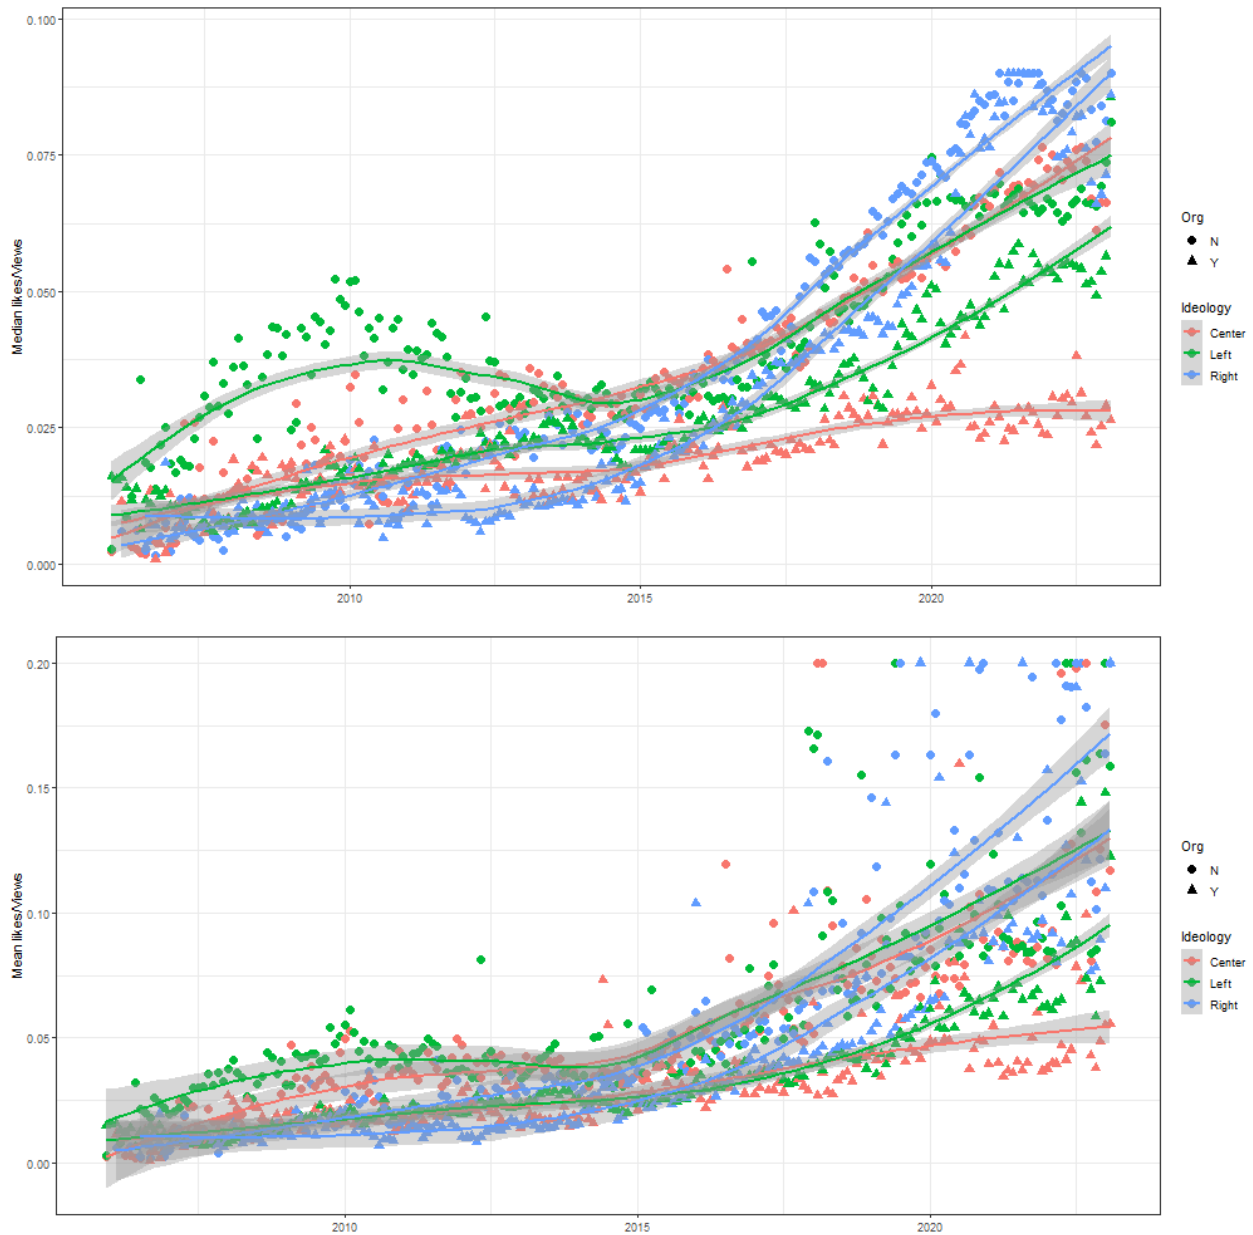 0.100
0.075
0.050
0.025
0.000
Median likes/Views
2010
2015
2020
Org
N
Y
Ideology
Center
Left
Right
0.20
0.15
0.10
0.05
0.00
Mean likes/Views
2010
2015
2020
Org
N
Y
Ideology
Center
Left
Right